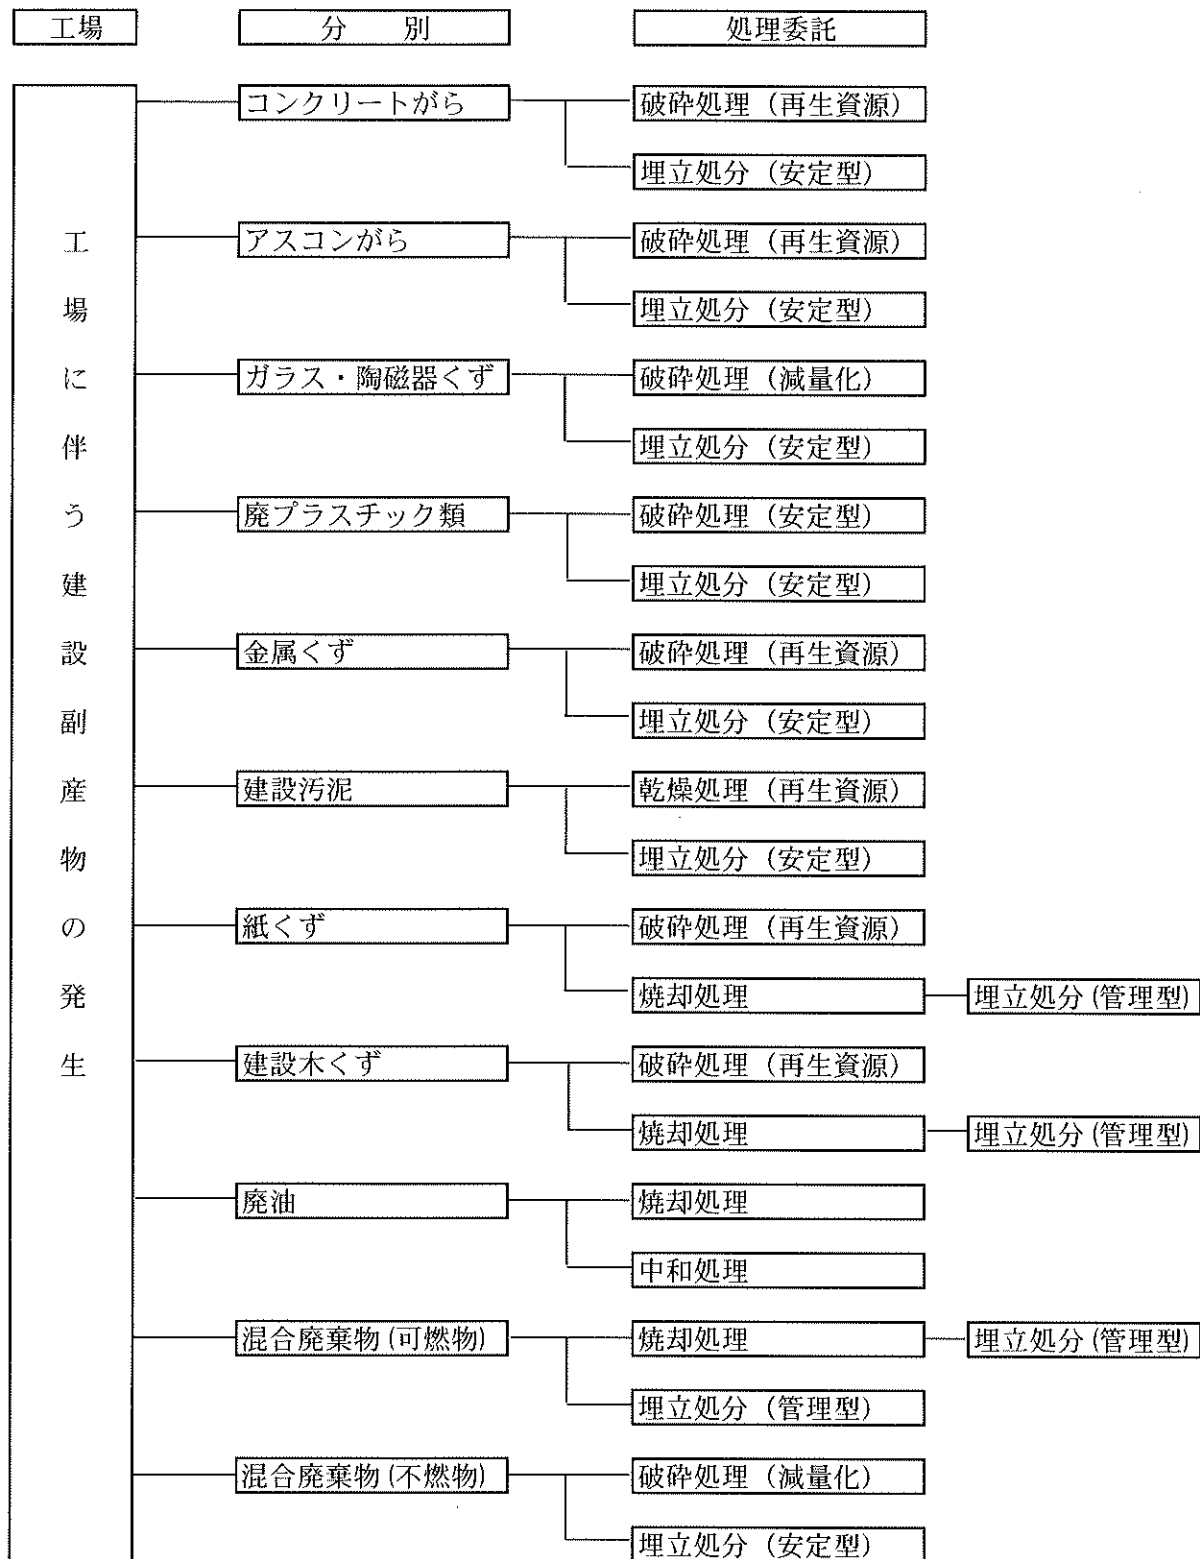 工場 分 別 処理委託
工場に伴う建設副産物の発生
コンクリートがら 破砕処理（再生資源）
埋立処分（安定型）
アスコンがら 破砕処理（再生資源）
埋立処分（安定型）
ガラス・陶磁器くず 破砕処理（減量化）
埋立処分（安定型）
廃プラスチック類 破砕処理（安定型）
埋立処分（安定型）
金属くず 破砕処理（再生資源）
埋立処分（安定型）
建設汚泥 乾燥処理（再生資源）
埋立処分（安定型）
紙くず 破砕処理（再生資源）
焼却処理 埋立処分(管理型)
建設木くず 破砕処理（再生資源）
焼却処理 埋立処分(管理型)
廃油 焼却処理
中和処理
混合廃棄物(可燃物) 焼却処理 埋立処分(管理型)
埋立処分（管理型）
混合廃棄物(不燃物) 破砕処理（減量化）
埋立処分（安定型）